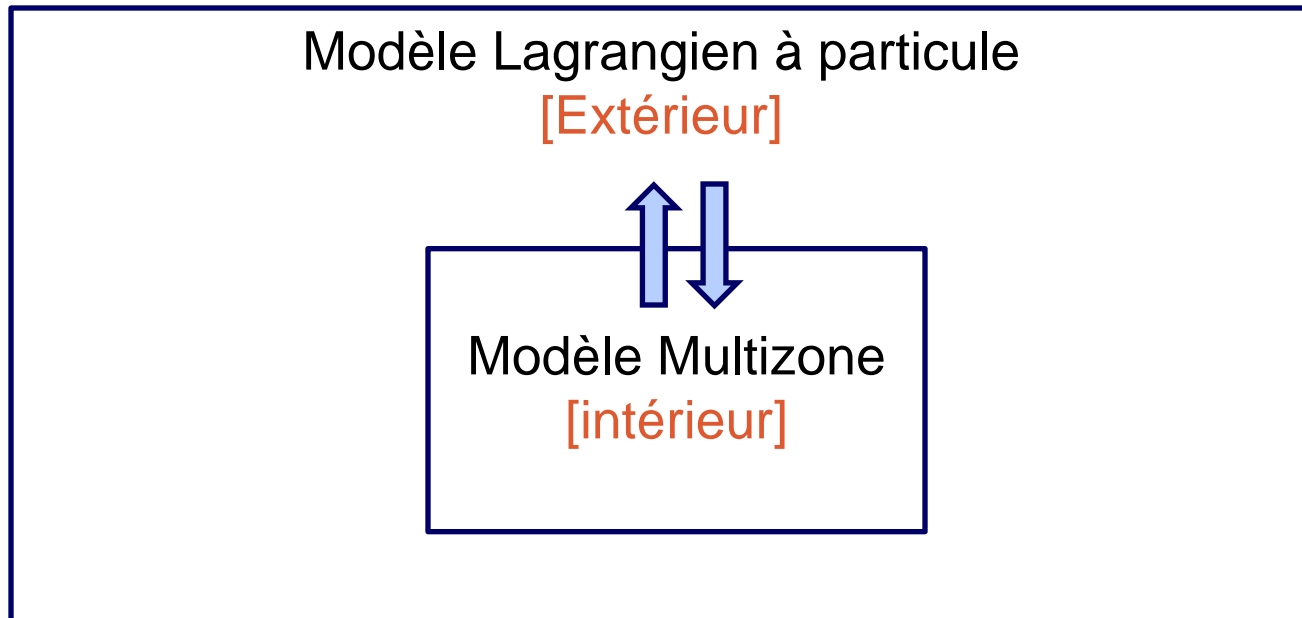 Modèle Lagrangien à particule
[Extérieur]
Modèle Multizone
[intérieur]